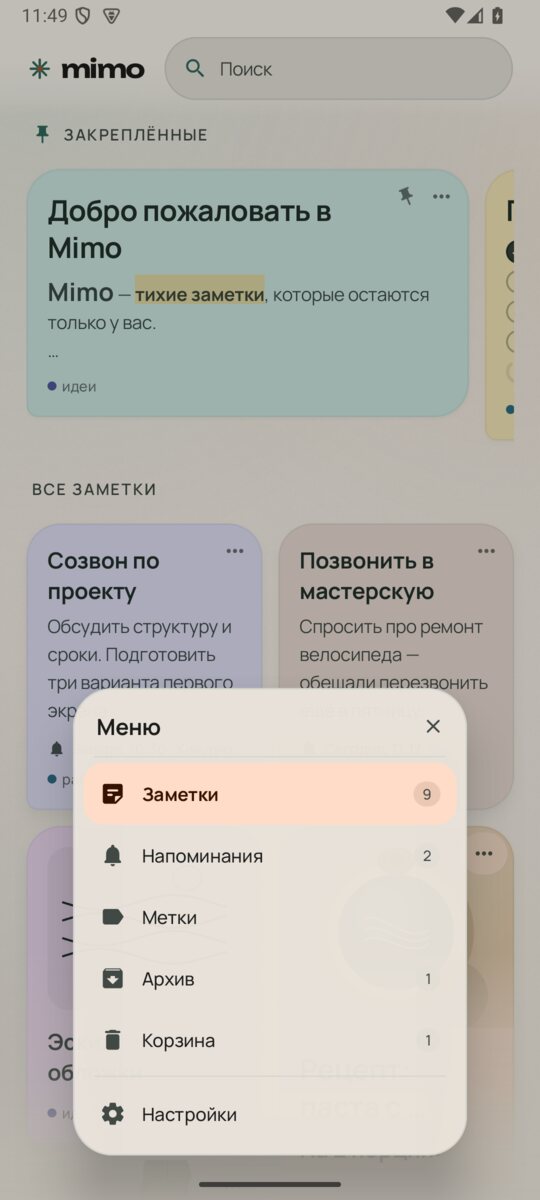 11:49
mimo
Поиск
ЗАКРЕПЛЁННЫЕ
Добро пожаловать в
Mimo
Mimo — тихие заметки, которые остаются
только у вас.
...
идеи
ВСЕ ЗАМЕТКИ
Созвон по
проекту
Обсудить структуру и
сроки. Подготовить
три варианта первого
Позвонить в
мастерскую
Спросить про ремонт
велосипеда —
обещали перезвонить
Меню
Заметки
9
Напоминания
2
Метки
Архив
1
Корзина
1
Настройки